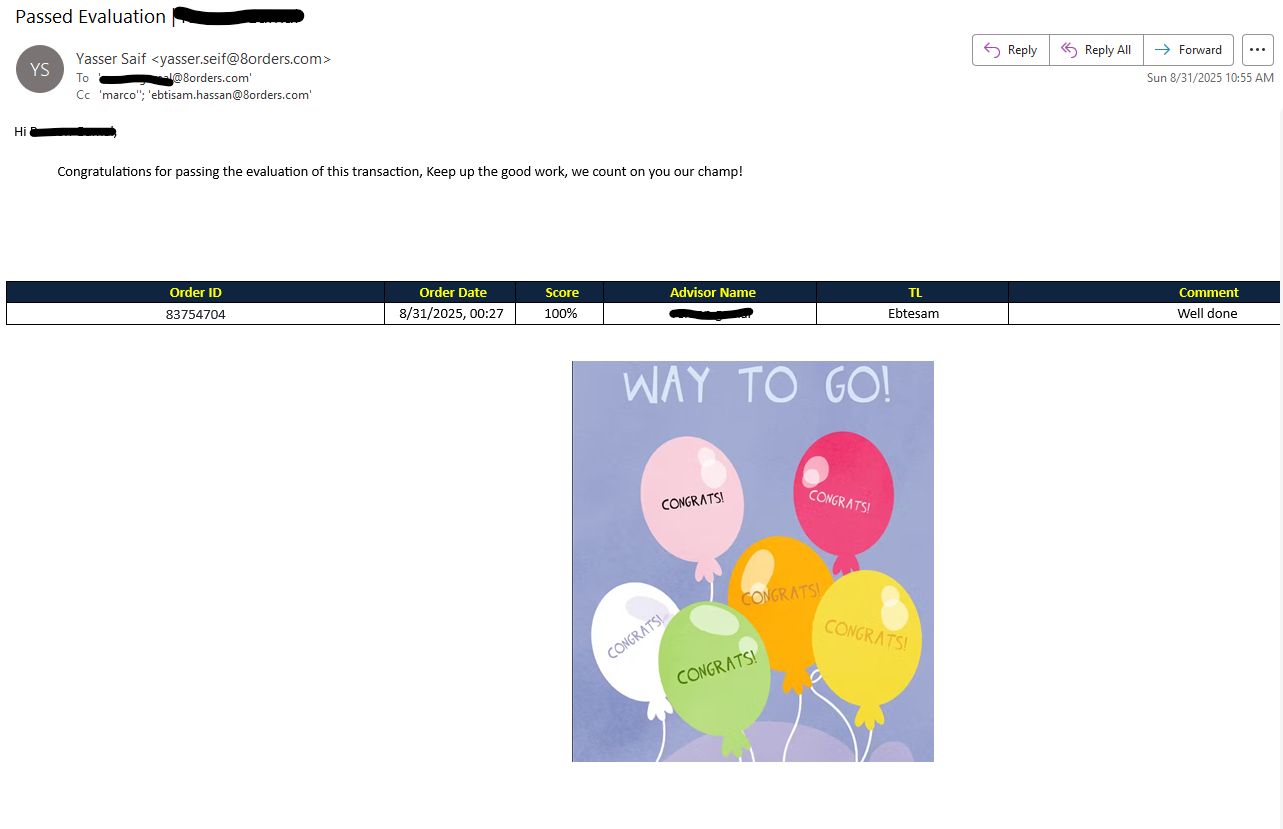 Passed Evaluation |
YS
Yasser Saif <yasser.seif@8orders.com>
To '@8orders.com'
Cc 'marco''; 'ebtisam.hassan@8orders.com'
Reply
Reply All
Forward
Sun 8/31/2025 10:55 AM
Hi
Congratulations for passing the evaluation of this transaction, Keep up the good work, we count on you our champ!
Order ID Order Date Score Advisor Name TL Comment
83754704 8/31/2025, 00:27 100% Ebtesam Well done
WAY TO GO!
CONGRATS!
CONGRATS!
CONGRATS!
CONGRATS!
CONGRATS!
CONGRATS!